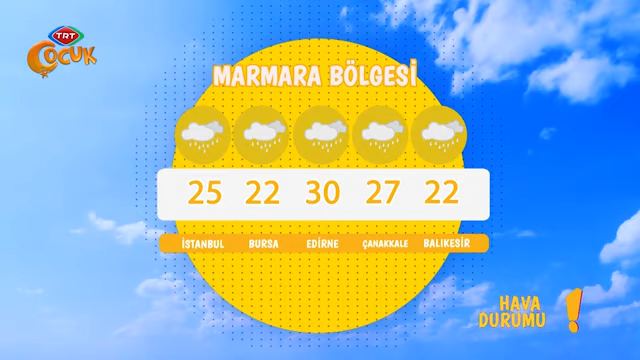 TRT
ÇOCUK
MARMARA BÖLGESİ
25 22 30 27 22
İSTANBUL BURSA EDİRNE ÇANAKKALE BALIKESİR
HAVA
DURUMU !